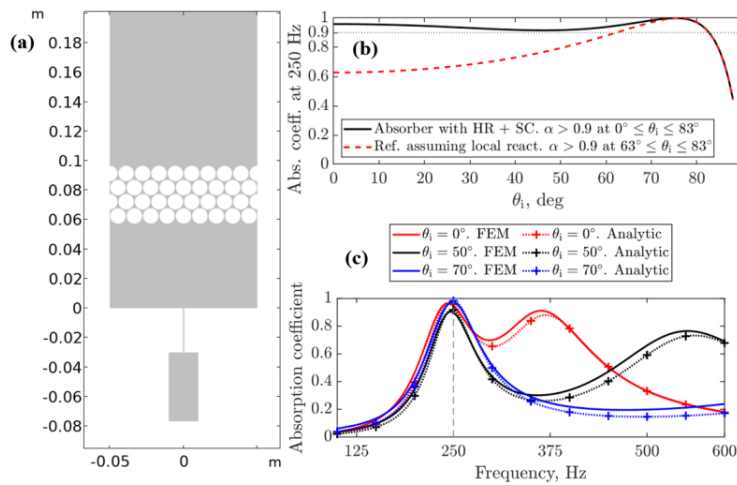 (a)
m
0.18
0.16
0.14
0.12
0.1
0.08
0.06
0.04
0.02
0
-0.02
-0.04
-0.06
-0.08
-0.05
0
m
(b)
Abs. coeff. at 250 Hz
1
0.9
0.8
0.6
0.4
0.2
0
Absorber with HR + SC. α > 0.9 at 0° ≤ θi ≤ 83°
Ref. assuming local react. α > 0.9 at 63° ≤ θi ≤ 83°
0
10
20
30
40
50
60
70
80
θi, deg
θi = 0°. FEM
θi = 0°. Analytic
θi = 50°. FEM
θi = 50°. Analytic
θi = 70°. FEM
θi = 70°. Analytic
(c)
Absorption coefficient
1
0.8
0.6
0.4
0.2
0
125
250
375
475
600
Frequency, Hz